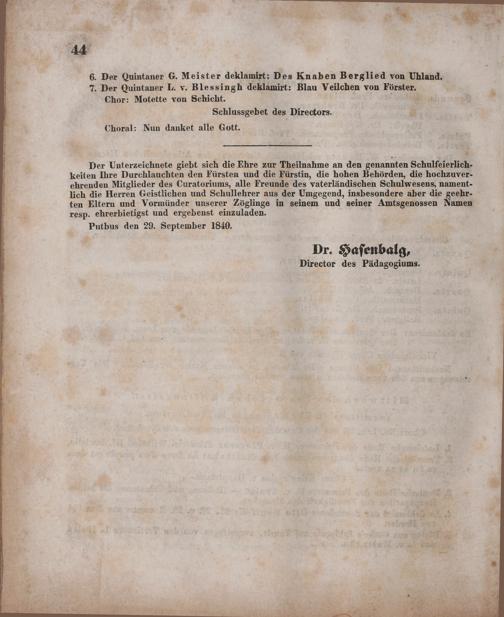 44
6. Der Quintaner G. Meister deklamirt: Des Knaben Berglied von Uhland.
7. Der Quintaner L. v. Blessingh deklamirt: Blau Veilchen von Förster.
Chor: Motette von Schicht.
Schlussgebet des Directors.
Choral: Nun danket alle Gott.
Der Unterzeichnete giebt sich die Ehre zur Theilnahme an den genannten Schulfeierlich-
keiten Ihre Durchlauchten den Fürsten und die Fürstin, die hohen Behörden, die hochzuver-
ehrenden Mitglieder des Curatoriums, alle Freunde des vaterländischen Schulwesens, nament-
lich die Herren Geistlichen und Schullehrer aus der Umgegend, insbesondere aber die geehr-
ten Eltern und Vormünder unserer Zöglinge in seinem und seiner Amtsgenossen Namen
resp. ehrerbietigst und ergebenst einzuladen.
Putbus den 29. September 1840.
Dr. Hasenbalg,
Director des Pädagogiums.